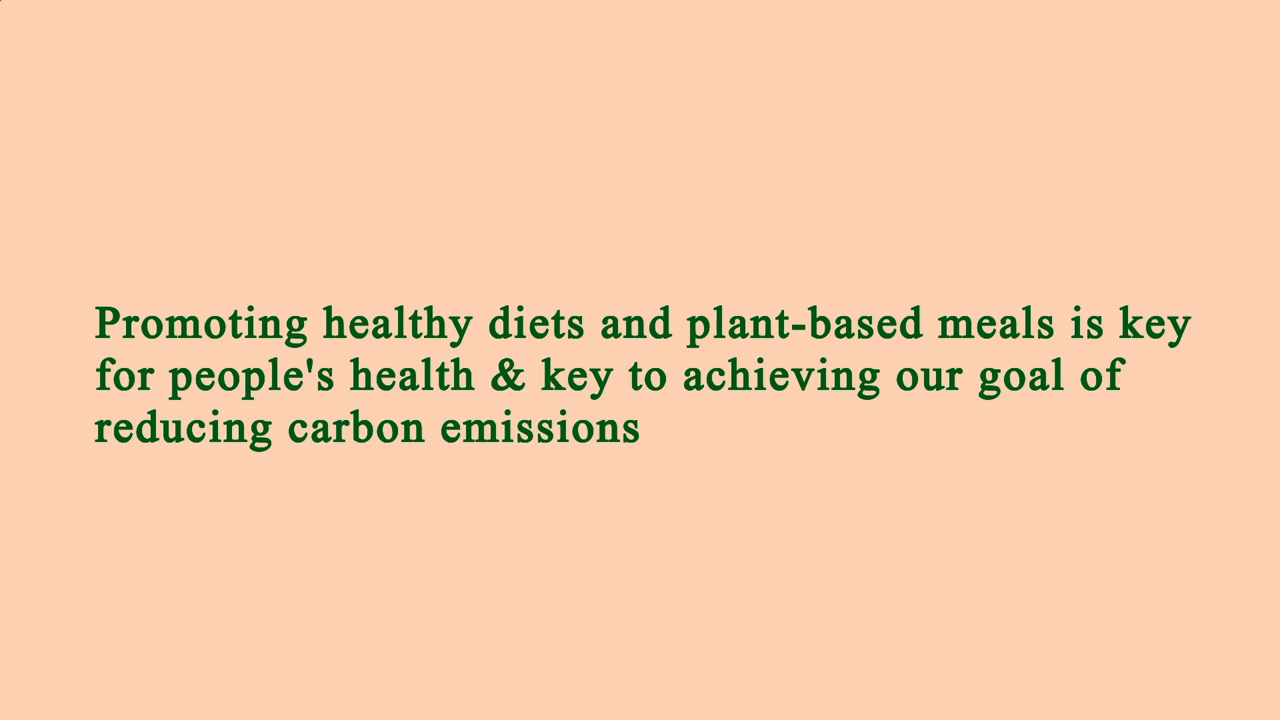 Promoting healthy diets and plant-based meals is key
for people's health & key to achieving our goal of
reducing carbon emissions